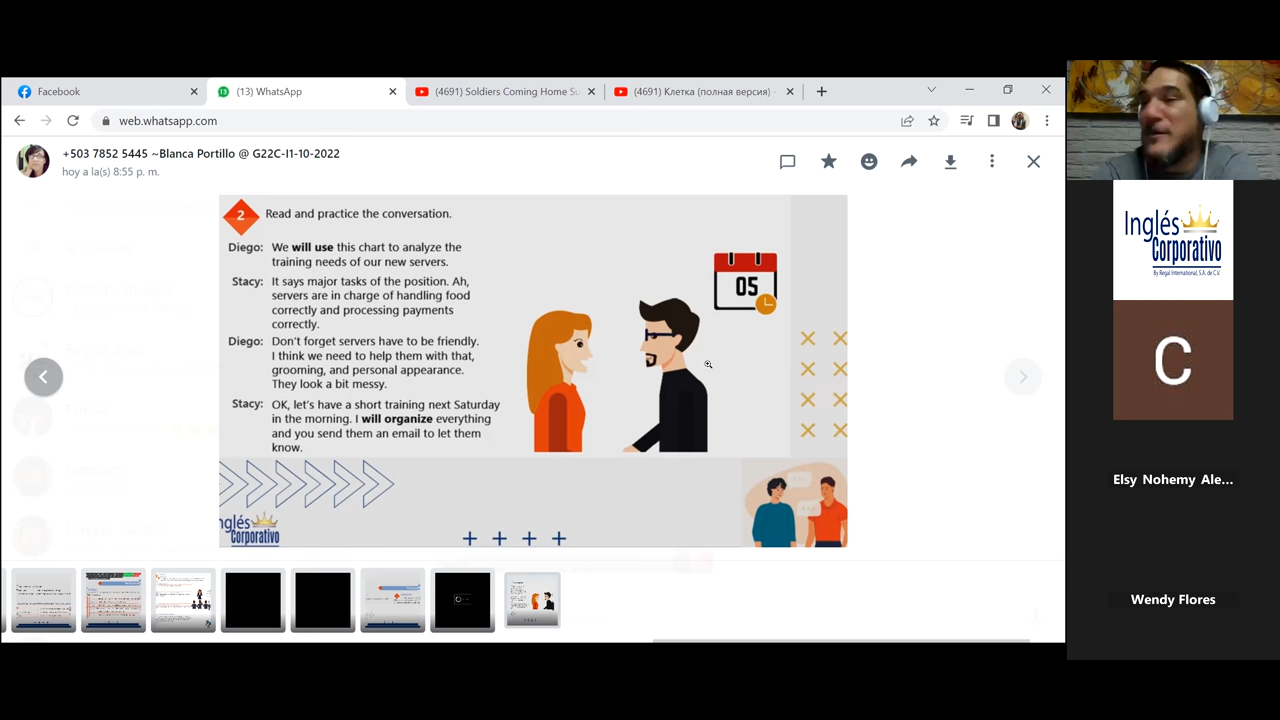 Facebook
(13) WhatsApp
(4691) Soldiers Coming Home Su
(4691) Клетка (полная версия) -
web.whatsapp.com
+503 7852 5445 ~Blanca Portillo @ G22C-I1-10-2022
hoy a la(s) 8:55 p. m.
2 Read and practice the conversation.
Diego: We will use this chart to analyze the
training needs of our new servers.
Stacy: It says major tasks of the position. Ah,
servers are in charge of handling food
correctly and processing payments
correctly.
Diego: Don't forget servers have to be friendly.
I think we need to help them with that,
grooming, and personal appearance.
They look a bit messy.
Stacy: OK, let's have a short training next Saturday
in the morning. I will organize everything
and you send them an email to let them
know.
05
nglés
Corporativo
Inglés
Corporativo
By Regal International, S.A. de C.V.
C
Elsy Nohemy Ale...
Wendy Flores